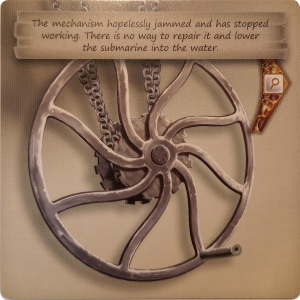 The mechanism hopelessly jammed and has stopped
working. There is no way to repair it and lower
the submarine into the water.